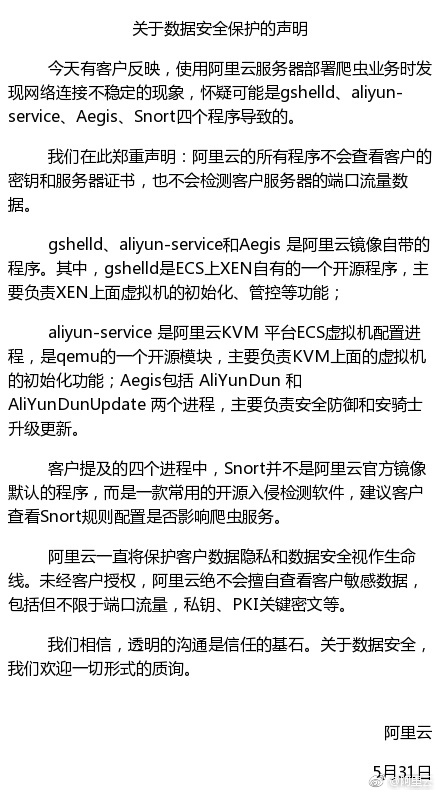 关于数据安全保护的声明
今天有客户反映，使用阿里云服务器部署爬虫业务时发
现网络连接不稳定的现象，怀疑可能是gshelld、aliyun-
service、Aegis、Snort四个程序导致的。
我们在此郑重声明：阿里云的所有程序不会查看客户的
密钥和服务器证书，也不会检测客户服务器的端口流量数
据。
gshelld、aliyun-service和Aegis 是阿里云镜像自带的
程序。其中，gshelld是ECS上XEN自有的一个开源程序，主
要负责XEN上面虚拟机的初始化、管控等功能；
aliyun-service 是阿里云KVM 平台ECS虚拟机配置进
程，是qemu的一个开源模块，主要负责KVM上面的虚拟机
的初始化功能；Aegis包括 AliYunDun 和
AliYunDunUpdate 两个进程，主要负责安全防御和安骑士
升级更新。
客户提及的四个进程中，Snort并不是阿里云官方镜像
默认的程序，而是一款常用的开源入侵检测软件，建议客户
查看Snort规则配置是否影响爬虫服务。
阿里云一直将保护客户数据隐私和数据安全视作生命
线。未经客户授权，阿里云绝不会擅自查看客户敏感数据，
包括但不限于端口流量，私钥、PKI关键密文等。
我们相信，透明的沟通是信任的基石。关于数据安全，
我们欢迎一切形式的质询。
阿里云
5月31日
@阿里云